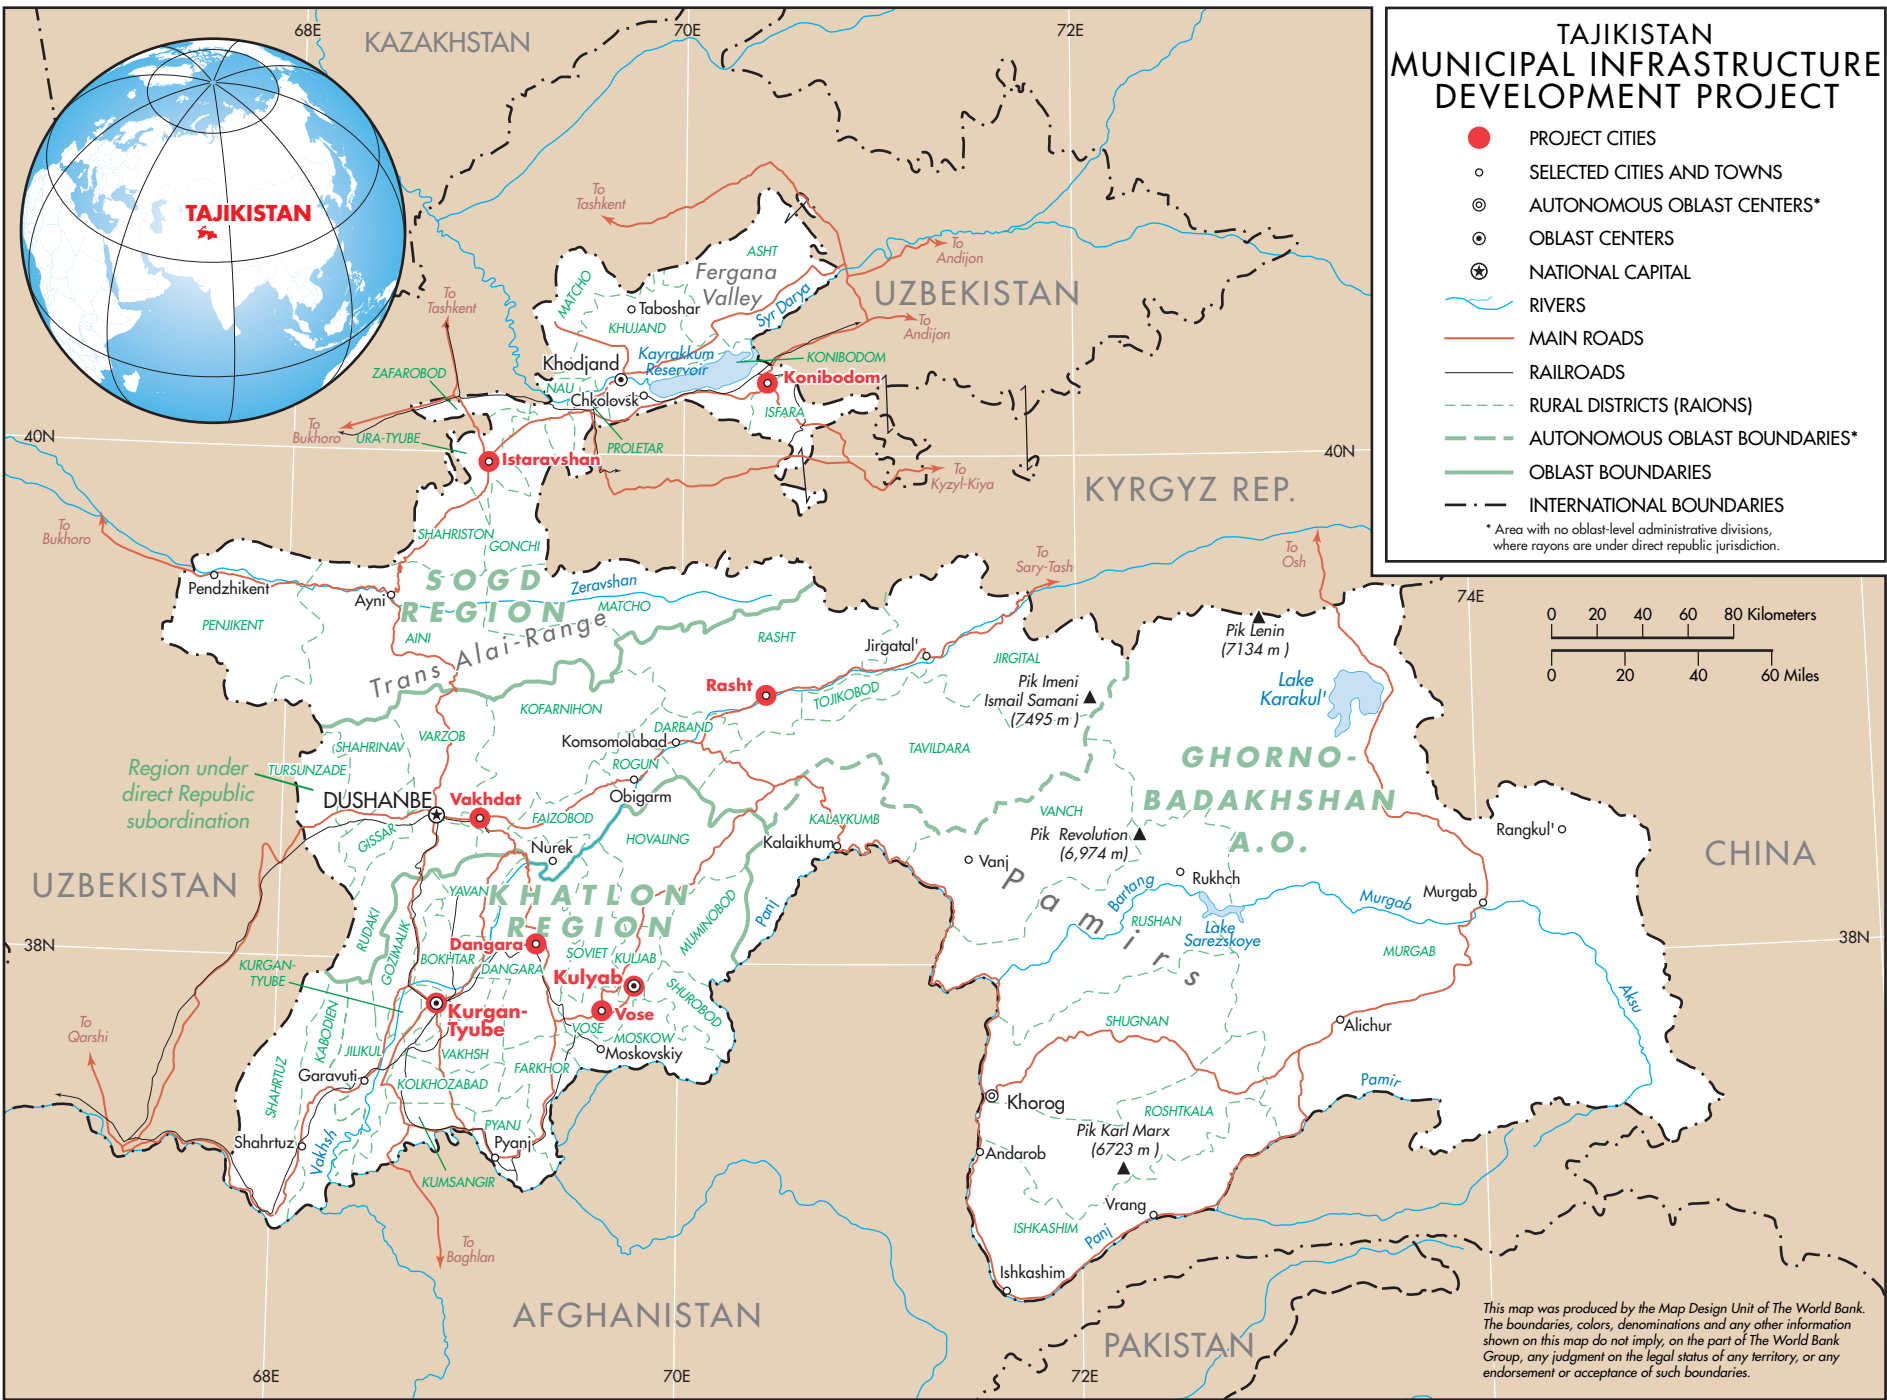 TAJIKISTAN
MUNICIPAL INFRASTRUCTURE
DEVELOPMENT PROJECT
PROJECT CITIES
SELECTED CITIES AND TOWNS
AUTONOMOUS OBLAST CENTERS*
OBLAST CENTERS
NATIONAL CAPITAL
RIVERS
MAIN ROADS
RAILROADS
RURAL DISTRICTS (RAIONS)
AUTONOMOUS OBLAST BOUNDARIES*
OBLAST BOUNDARIES
INTERNATIONAL BOUNDARIES
* Area with no oblast-level administrative divisions,
where rayons are under direct republic jurisdiction.
0 20 40 60 80 Kilometers
0 20 40 60 Miles
68E
70E
72E
KAZAKHSTAN
TAJIKISTAN
To
Tashkent
To
Andijon
ASHT
Fergana
Valley
MATCHO
UZBEKISTAN
To
Tashkent
Taboshar
Syr Darya
KHUJAND
To
Andijon
Khodjand
Kayrakkum
Reservoir
KONIBODOM
ZAFAROBOD
Konibodom
NAU
Chkolovsk
ISFARA
To
Bukhoro
URA-TYUBE
PROLETAR
40N
40N
Istaravshan
To
Kyzyl-Kiya
KYRGYZ REP.
To
Bukhoro
SHAHRISTON
GONCHI
To
Sary-Tash
To
Osh
SOGD
REGION
Zeravshan
Pendzhikent
Ayni
MATCHO
74E
PENJIKENT
AINI
Trans Alai-Range
RASHT
Pik Lenin
(7134 m )
Jirgatal'
JIRGITAL
Rasht
TOJIKOBOD
Pik Imeni
Ismail Samani
(7495 m )
Lake
Karakul'
KOFARNIHON
DARBAND
VARZOB
SHAHRINAV
Komsomolabad
TAVILDARA
ROGUN
GHORNO-
BADAKHSHAN
A.O.
Region under
direct Republic
subordination
TURSUNZADE
DUSHANBE
Vakhdat
Obigarm
FAIZOBOD
KALAYKUMB
VANCH
GISSAR
HOVALING
Kalaikhum
Pik Revolution
(6,974 m)
Rangkul'
Nurek
Vanj
CHINA
UZBEKISTAN
YAVAN
KHATLON
REGION
Rukhch
Pamirs
Bartang
Murgab
Murgab
RUDAKI
GOZIMALIK
MUMINOBOD
Panj
RUSHAN
Lake
Sarezskoye
38N
38N
Dangara
BOKHTAR
DANGARA
SOVIET
KULJAB
MURGAB
KURGAN-
TYUBE
Kulyab
SHUROBOD
Aksu
Kurgan-
Tyube
Vose
VOSE
MOSKOW
SHUGNAN
Alichur
To
Qarshi
KABODIEN
JILIKUL
VAKHSH
Moskovskiy
SHAHRTUZ
Garavuti
KOLKHOZABAD
FARKHOR
Pamir
Khorog
ROSHTKALA
PYANJ
Pik Karl Marx
(6723 m )
Shahrtuz
Vakhsh
Pyanj
Andarob
KUMSANGIR
Vrang
ISHKASHIM
Panj
To
Baghlan
Ishkashim
AFGHANISTAN
PAKISTAN
68E
70E
72E
This map was produced by the Map Design Unit of The World Bank.
The boundaries, colors, denominations and any other information
shown on this map do not imply, on the part of The World Bank
Group, any judgment on the legal status of any territory, or any
endorsement or acceptance of such boundaries.